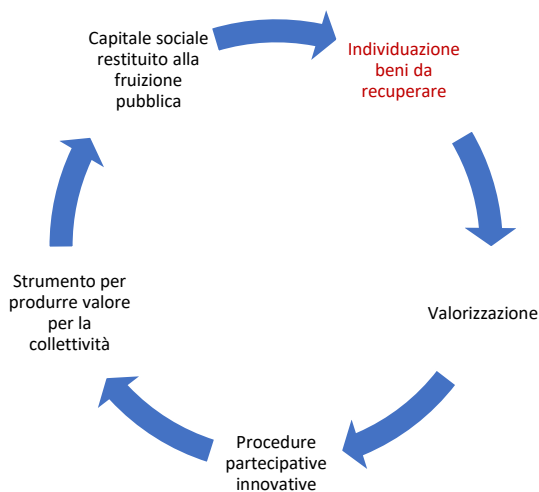 Capitale sociale
restituito alla
fruizione
pubblica
Individuazione
beni da
recuperare
Valorizzazione
Procedure
partecipative
innovative
Strumento per
produrre valore
per la
collettività